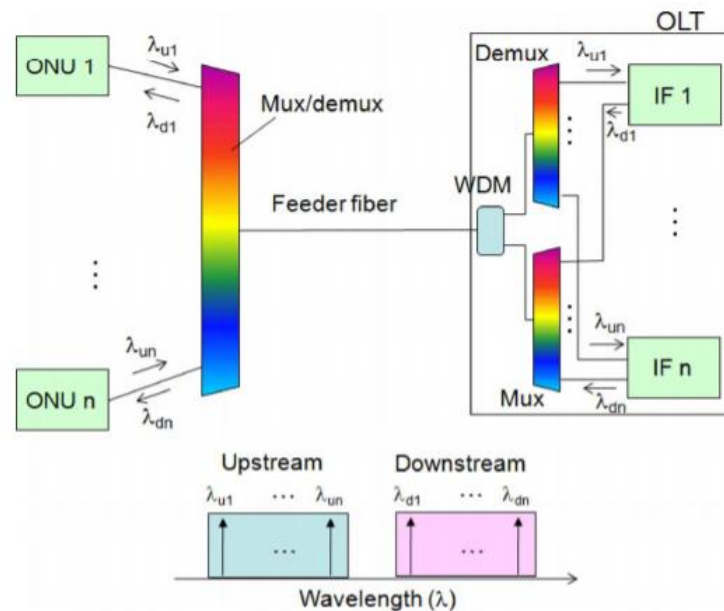 OLT
ONU 1
λu1
λd1
Mux/demux
Demux
λu1
IF 1
λd1
WDM
Feeder fiber
λun
ONU n
λdn
λun
IF n
λdn
Mux
Upstream
Downstream
λu1 ... λun
λd1 ... λdn
...
...
Wavelength (λ)